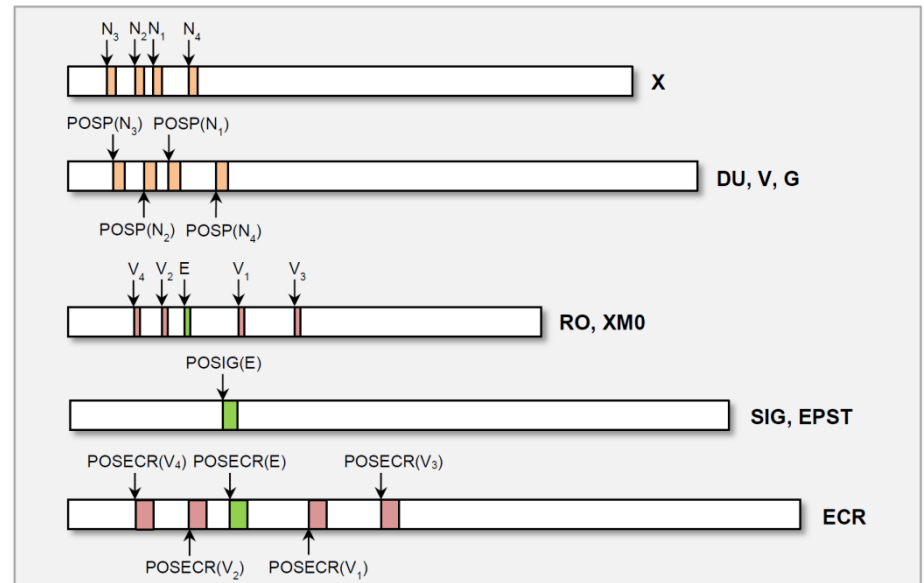 N₃ N₂ N₁ N₄
X
POSP(N₃) POSP(N₁)
DU, V, G
POSP(N₂) POSP(N₄)
V₄ V₂ E V₁ V₃
RO, XM0
POSIG(E)
SIG, EPST
POSECR(V₄) POSECR(E) POSECR(V₃)
ECR
POSECR(V₂) POSECR(V₁)